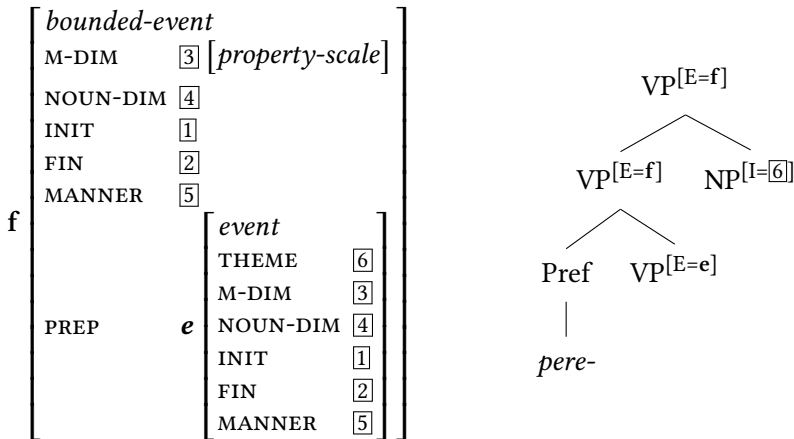 bounded-event
M-DIM 3 [property-scale]
NOUN-DIM 4
INIT 1
FIN 2
MANNER 5
f
event
THEME 6
M-DIM 3
PREP e NOUN-DIM 4
INIT 1
FIN 2
MANNER 5
VP[E=f]
VP[E=f] NP[I=6]
Pref VP[E=e]
pere-